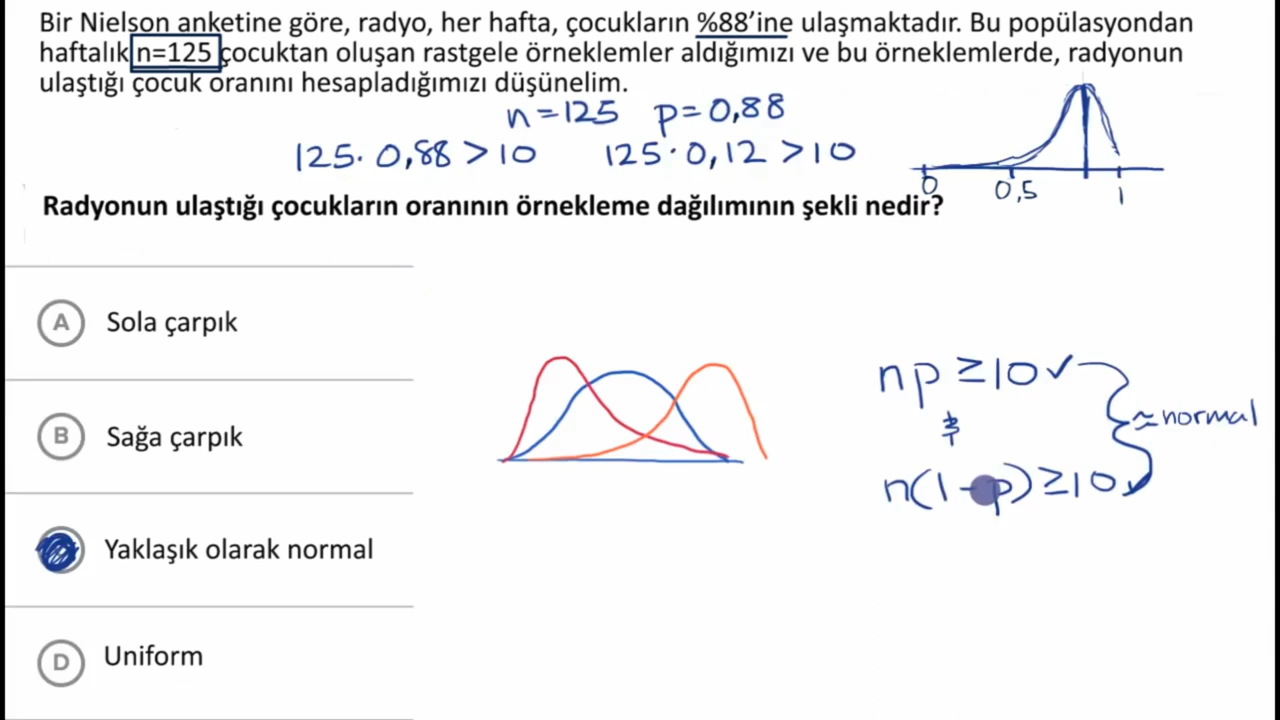 Bir Nielson anketine göre, radyo, her hafta, çocukların %88'ine ulaşmaktadır. Bu popülasyondan
haftalık n=125 çocuktan oluşan rastgele örneklemler aldığımızı ve bu örneklemlerde, radyonun
ulaştığı çocuk oranını hesapladığımızı düşünelim.
n=125 p=0,88
125·0,88>10 125·0,12>10
0 0,5 1
Radyonun ulaştığı çocukların oranının örnekleme dağılımının şekli nedir?
A Sola çarpık
B Sağa çarpık
Yaklaşık olarak normal
D Uniform
np≥10✓
≈normal
n(1-p)≥10✓